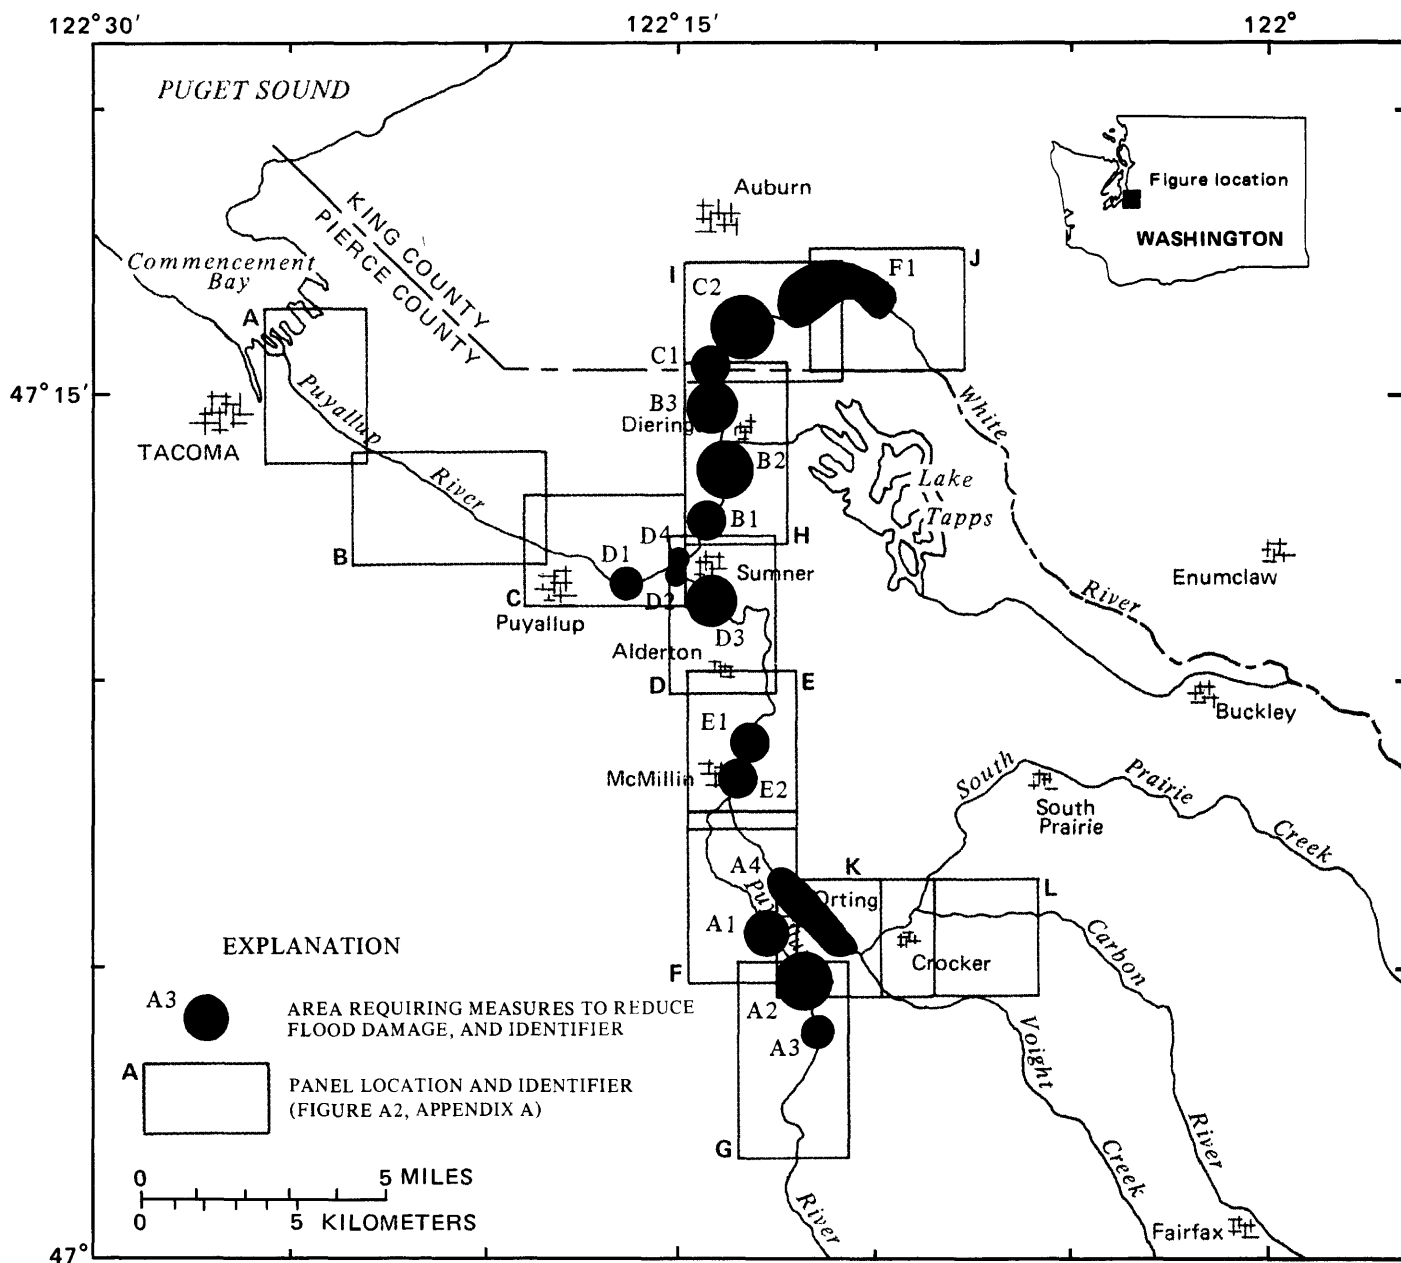 122°30′
122°15′
122°
PUGET SOUND
Auburn
Figure location
WASHINGTON
KING COUNTY
PIERCE COUNTY
Commencement
Bay
I
J
C2
F1
A
C1
47°15′
Puyallup
River
B3
Diering
White
TACOMA
B2
Lake
Tapps
B1
D4
H
B
D1
Sumner
Enumclaw
C
D2
River
Puyallup
D3
Alderton
D
E
E1
Buckley
McMillin
E2
South
Prairie
Creek
South
Prairie
A4
K
L
Orting
A1
Carbon
Crocker
EXPLANATION
F
A3
AREA REQUIRING MEASURES TO REDUCE
FLOOD DAMAGE, AND IDENTIFIER
A2
A3
Voight
A
PANEL LOCATION AND IDENTIFIER
(FIGURE A2, APPENDIX A)
G
River
Creek
0 5 MILES
0 5 KILOMETERS
River
Fairfax
47°